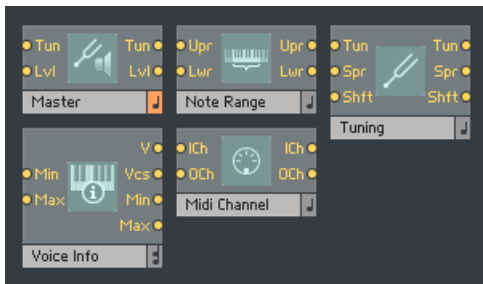 Tun Tun
Lvl Lvl
Master
Upr Upr
Lwr Lwr
Note Range
Tun Tun
Spr Spr
Shft Shft
Tuning
V
Min Vcs
Max Min
Max
Voice Info
ICh ICh
OCh OCh
Midi Channel